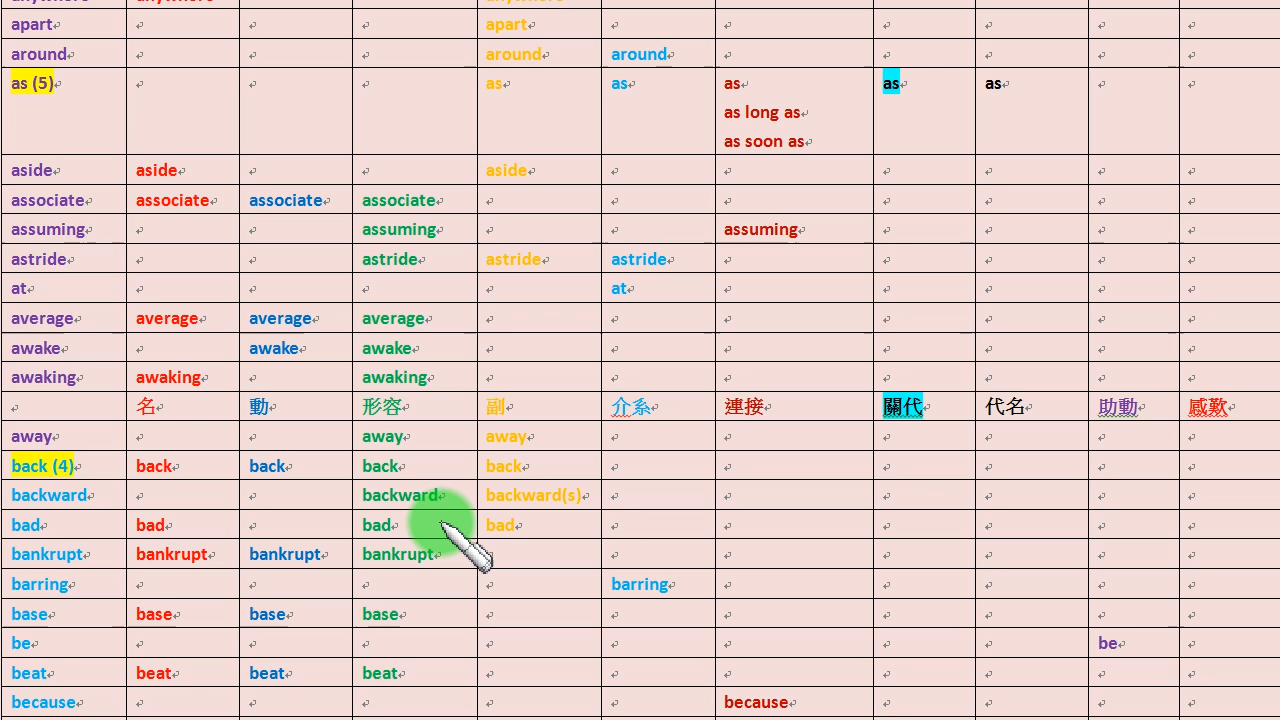 anywhere anywhere anywhere
apart apart
around around around
as (5) as as as as as
as long as
as soon as
aside aside aside
associate associate associate associate
assuming assuming assuming
astride astride astride astride
at at
average average average average
awake awake awake
awaking awaking awaking
名 動 形容 副 介系 連接 關代 代名 助動 感歎
away away away
back (4) back back back back
backward backward backward(s)
bad bad bad bad
bankrupt bankrupt bankrupt bankrupt
barring barring
base base base base
be be
beat beat beat beat
because because